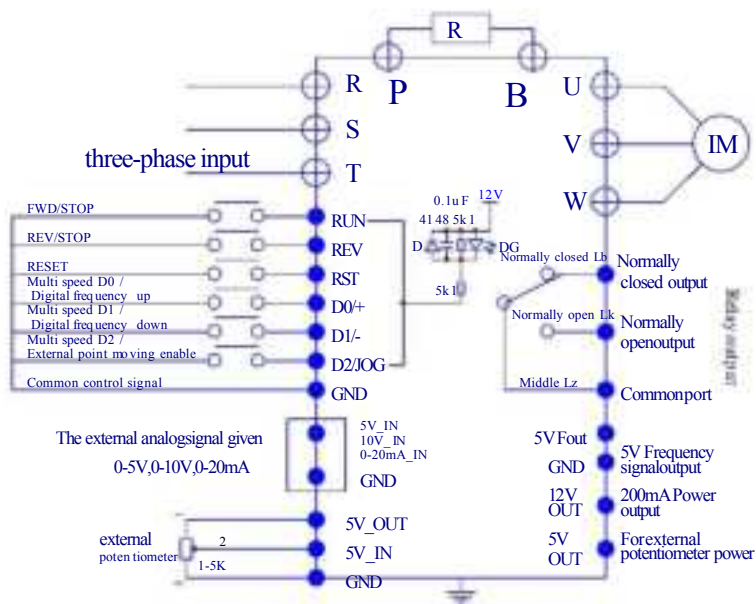 R
P
B
R
S
T
three-phase input
U
V
W
IM
FWD/STOP
REV/STOP
RESET
Multi speed D0 /
Digital frequency up
Multi speed D1 /
Digital frequency down
Multi speed D2 /
External point moving enable
Common control signal
RUN
REV
RST
D0/+
D1/-
D2/JOG
GND
12V
0.1uF
4148 5k1
D
DG
5k1
Normally closed Lb
Normally open Lk
Middle Lz
Normally
closed output
Normally
openoutput
Commonport
Relay output
The external analogsignal given
0-5V,0-10V,0-20mA
5V_IN
10V_IN
0-20mA_IN
GND
external
potentiometer
2
1-5K
5V_OUT
5V_IN
GND
5V Fout
GND
5V Frequency
signaloutput
12V
OUT
200mA Power
output
5V
OUT
Forexternal
potentiometer power